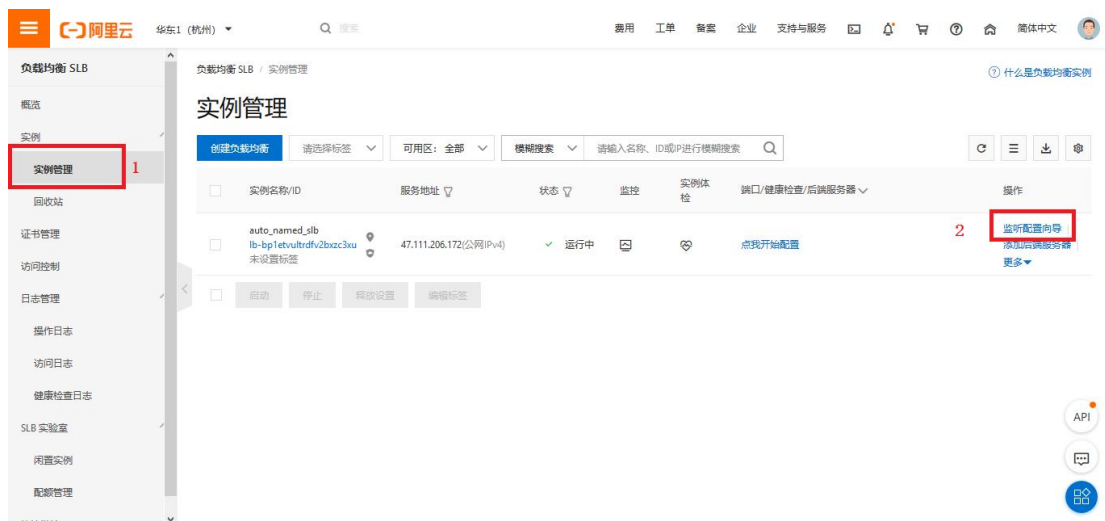 阿里云
华东1（杭州）
搜索
费用 工单 备案 企业 支持与服务 简体中文
负载均衡 SLB
概览
实例
实例管理
1
回收站
证书管理
访问控制
日志管理
操作日志
访问日志
健康检查日志
SLB 实验室
闲置实例
配额管理
负载均衡 SLB / 实例管理
什么是负载均衡实例
实例管理
创建负载均衡 请选择标签 可用区：全部 模糊搜索 请输入名称、ID或IP进行模糊搜索
实例名称/ID 服务地址 状态 监控 实例体检 端口/健康检查/后端服务器 操作
auto_named_slb
lb-bp1etvultrdfv2bxzc3xu
未设置标签
47.111.206.172(公网IPv4)
运行中
点我开始配置
2
监听配置向导
添加后端服务器
更多
启动 停止 释放设置 编辑标签
API